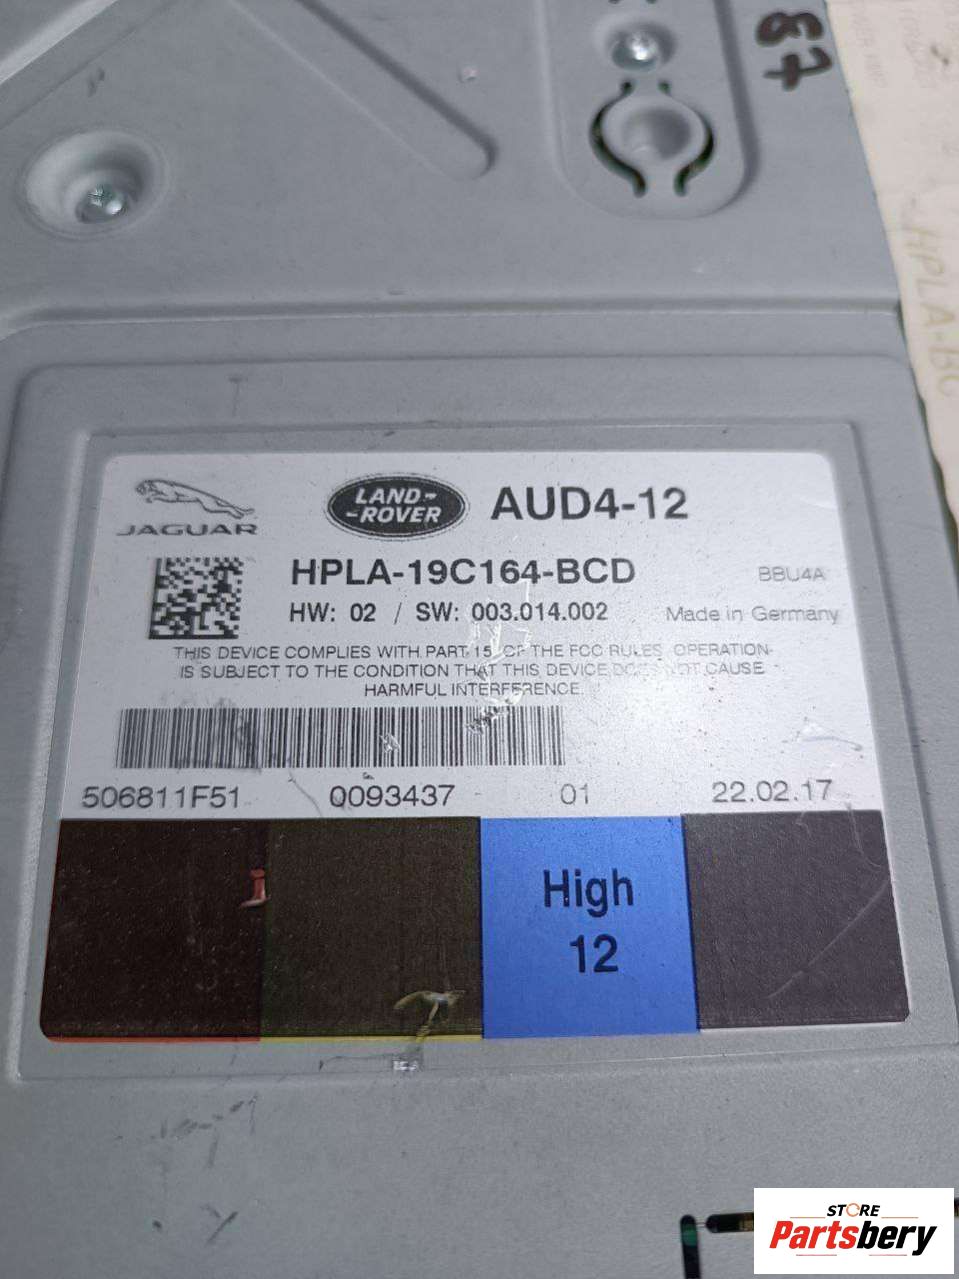 87
HPLA-BC
JAGUAR
LAND-
-ROVER
AUD4-12
HPLA-19C164-BCD
BBU4A
HW: 02 / SW: 003.014.002
Made in Germany
THIS DEVICE COMPLIES WITH PART 15 OF THE FCC RULES. OPERATION
IS SUBJECT TO THE CONDITION THAT THIS DEVICE DOES NOT CAUSE
HARMFUL INTERFERENCE
506811F51 0093437 01 22.02.17
High
12
STORE
Partsbery